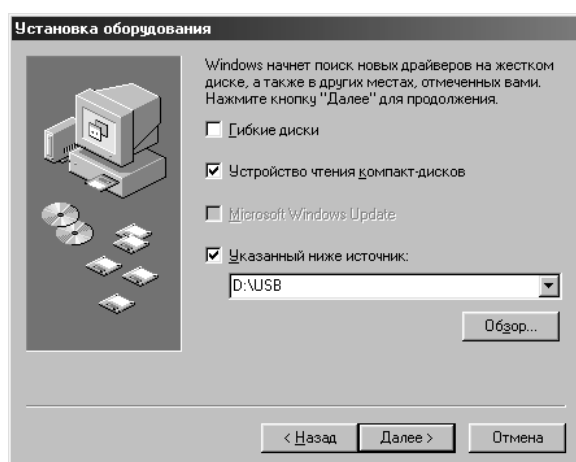 Установка оборудования
Windows начнет поиск новых драйверов на жестком
диске, а также в других местах, отмеченных вами.
Нажмите кнопку "Далее" для продолжения.
Гибкие диски
Устройство чтения компакт-дисков
Microsoft Windows Update
Указанный ниже источник:
D:\USB
Обзор...
< Назад
Далее >
Отмена